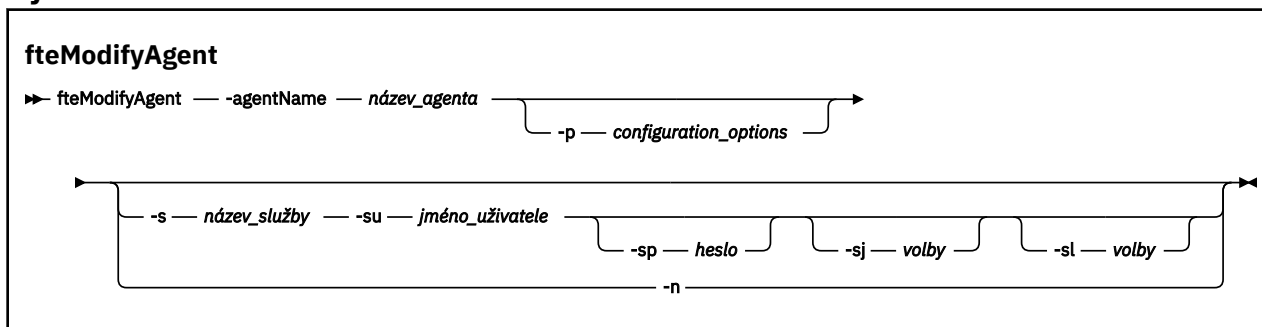 fteModifyAgent
fteModifyAgent -agentName název_agenta
-p configuration_options
-s název_služby -su jméno_uživatele
-sp heslo -sj volby -sl volby
-n